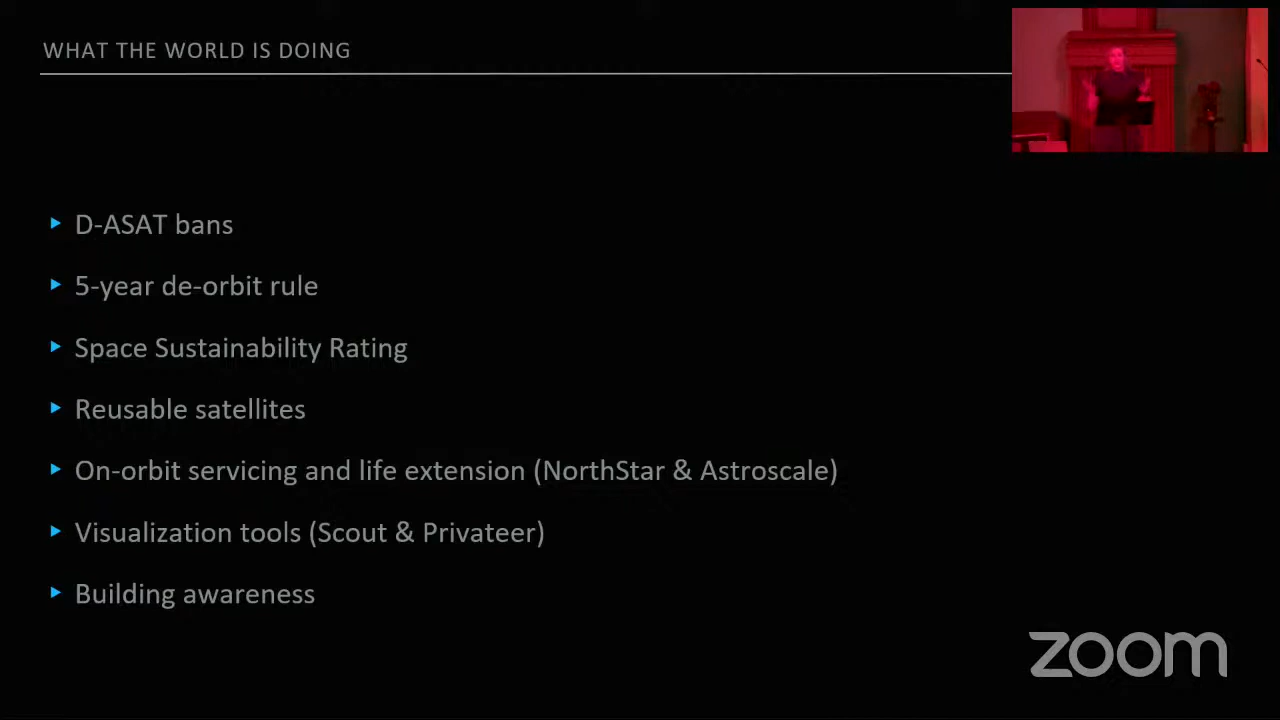 WHAT THE WORLD IS DOING
D-ASAT bans
5-year de-orbit rule
Space Sustainability Rating
Reusable satellites
On-orbit servicing and life extension (NorthStar & Astroscale)
Visualization tools (Scout & Privateer)
Building awareness
zoom